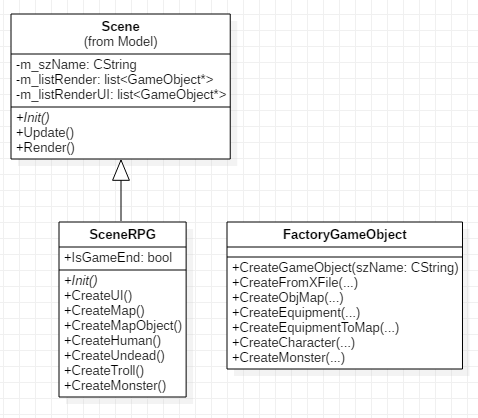 Scene
(from Model)
-m_szName: CString
-m_listRender: list<GameObject*>
-m_listRenderUI: list<GameObject*>
+Init()
+Update()
+Render()
SceneRPG
+IsGameEnd: bool
+Init()
+CreateUI()
+CreateMap()
+CreateMapObject()
+CreateHuman()
+CreateUndead()
+CreateTroll()
+CreateMonster()
FactoryGameObject
+CreateGameObject(szName: CString)
+CreateFromXFile(...)
+CreateObjMap(...)
+CreateEquipment(...)
+CreateEquipmentToMap(...)
+CreateCharacter(...)
+CreateMonster(...)